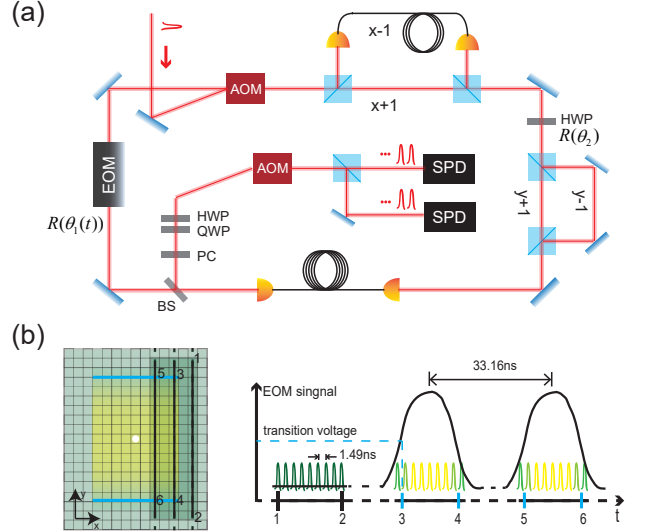 (a)
x-1
AOM
x+1
HWP
R(θ₂)
EOM
AOM
SPD
y+1
y-1
R(θ₁(t))
HWP
QWP
SPD
PC
BS
(b)
1
5 3
6 4
2
y
x
EOM singnal
33.16ns
transition voltage
1.49ns
1 2 3 4 5 6 t